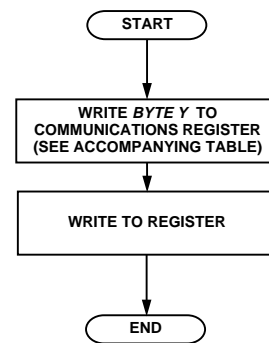 START
WRITE BYTE Y TO
COMMUNICATIONS REGISTER
(SEE ACCOMPANYING TABLE)
WRITE TO REGISTER
END